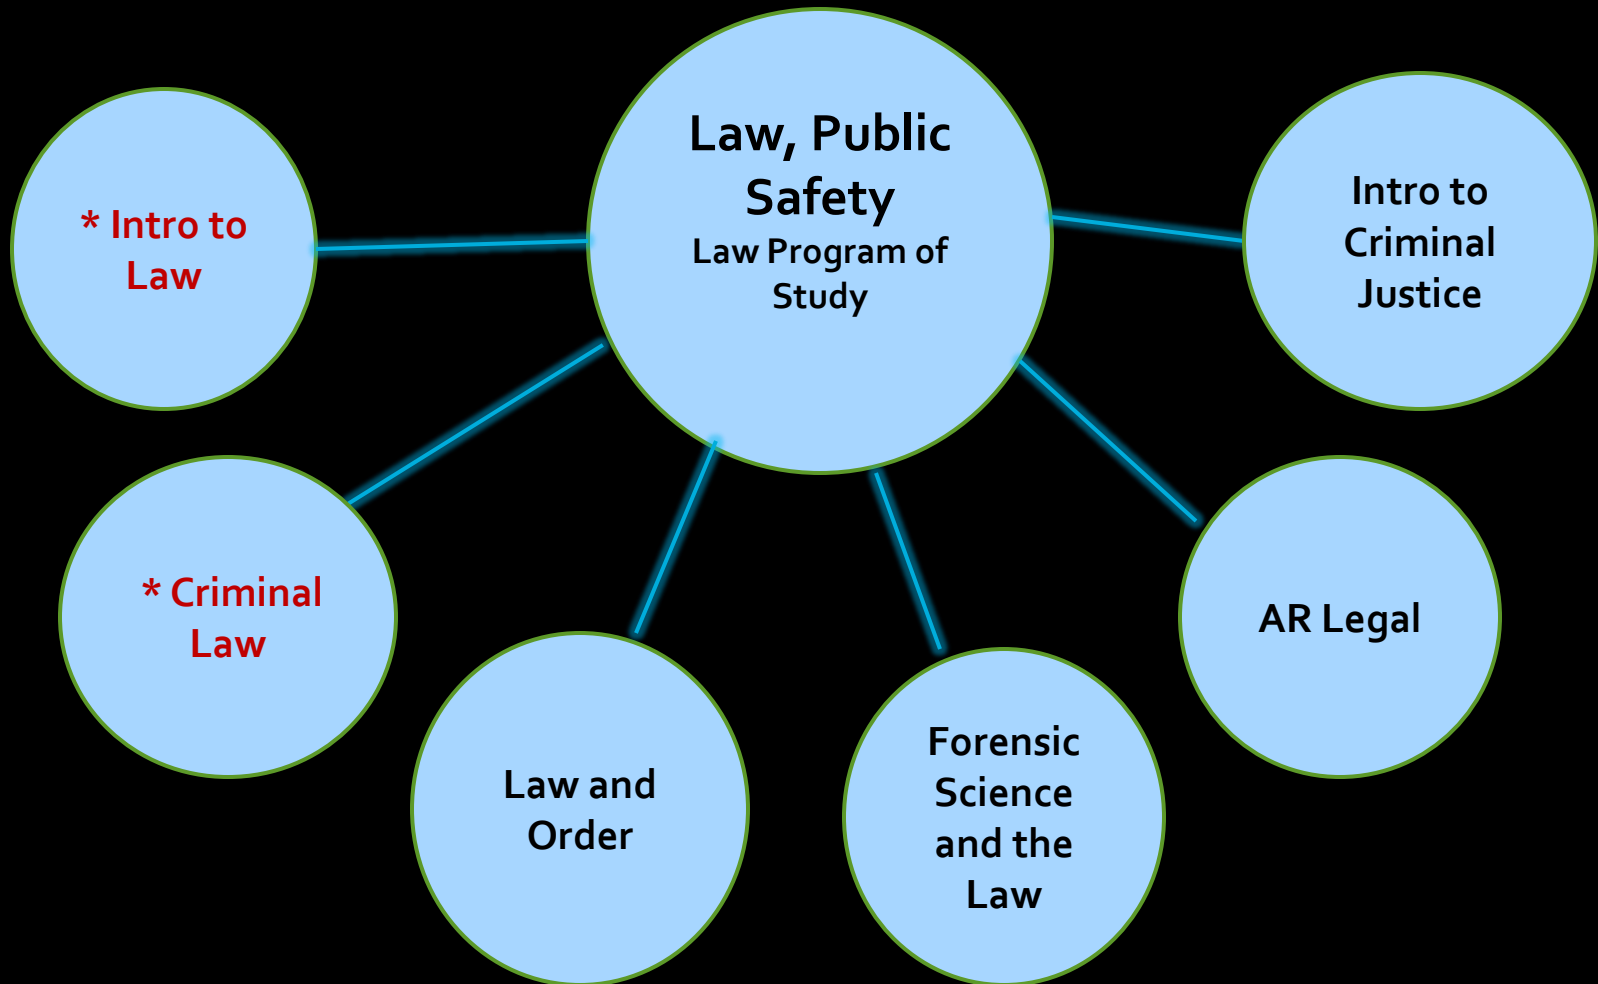 Law, Public
Safety
Law Program of
Study
* Intro to
Law
* Criminal
Law
Law and
Order
Forensic
Science
and the
Law
AR Legal
Intro to
Criminal
Justice